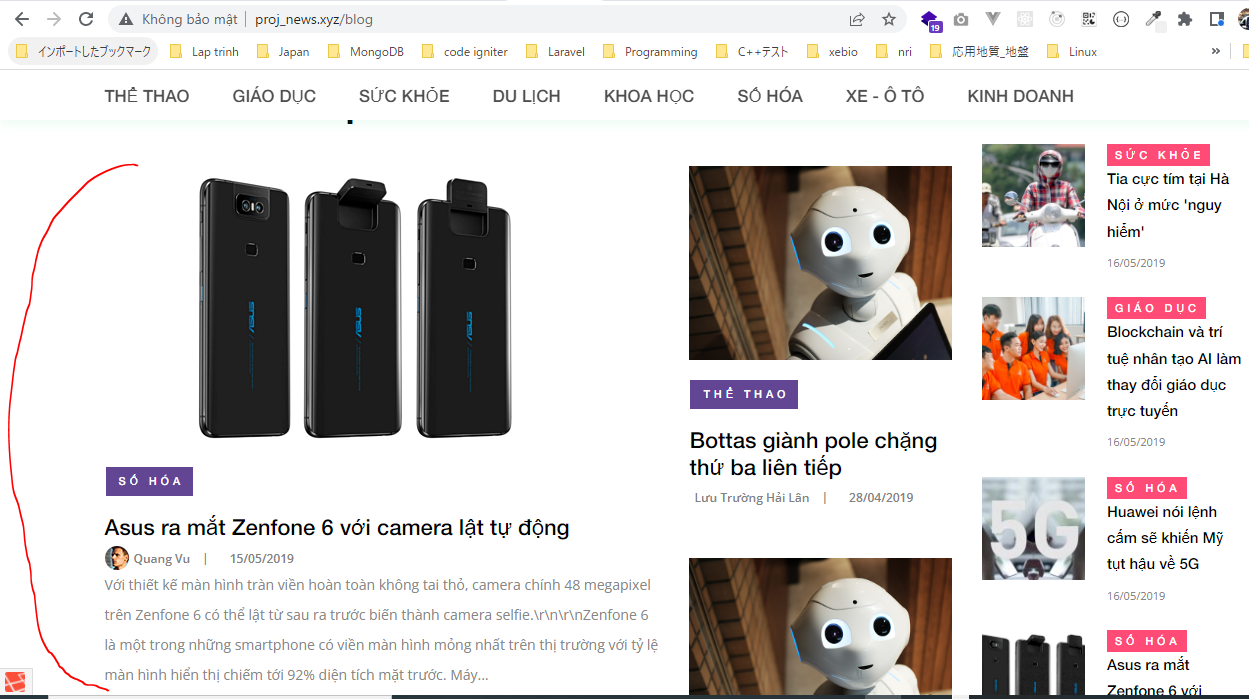 Không bảo mật | proj_news.xyz/blog
19
インポートしたブックマーク Lap trinh Japan MongoDB code igniter Laravel Programming C++テスト xebio nri 応用地質_地盤 Linux »
THỂ THAO GIÁO DỤC SỨC KHỎE DU LỊCH KHOA HỌC SỐ HÓA XE - Ô TÔ KINH DOANH
SỐ HÓA
Asus ra mắt Zenfone 6 với camera lật tự động
Quang Vu | 15/05/2019
Với thiết kế màn hình tràn viền hoàn toàn không tai thỏ, camera chính 48 megapixel
trên Zenfone 6 có thể lật từ sau ra trước biến thành camera selfie.\r\n\r\nZenfone 6
là một trong những smartphone có viền màn hình mỏng nhất trên thị trường với tỷ lệ
màn hình hiển thị chiếm tới 92% diện tích mặt trước. Máy...
THỂ THAO
Bottas giành pole chặng
thứ ba liên tiếp
Lưu Trường Hải Lân | 28/04/2019
SỨC KHỎE
Tia cực tím tại Hà
Nội ở mức 'nguy
hiểm'
16/05/2019
GIÁO DỤC
Blockchain và trí
tuệ nhân tạo AI làm
thay đổi giáo dục
trực tuyến
16/05/2019
5G
SỐ HÓA
Huawei nói lệnh
cấm sẽ khiến Mỹ
tụt hậu về 5G
16/05/2019
SỐ HÓA
Asus ra mắt
Zenfone 6 với